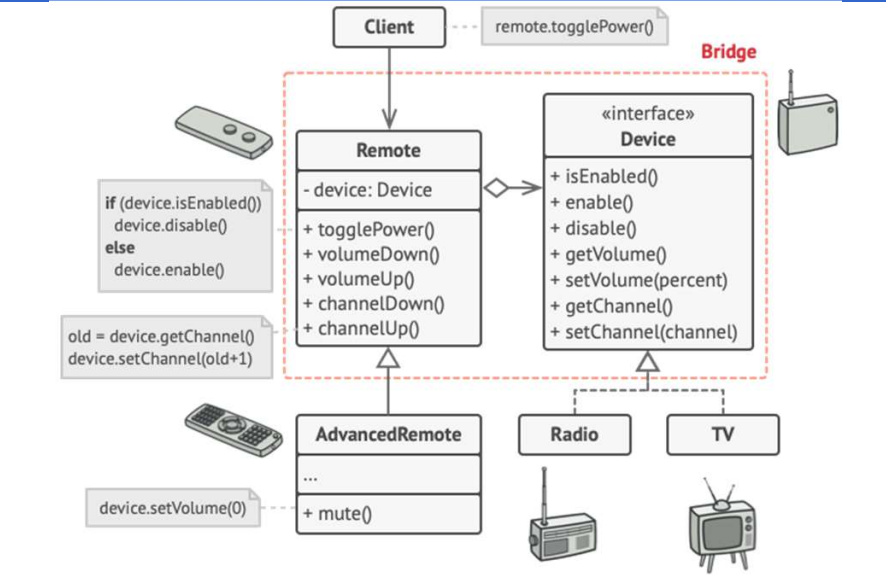 Client
remote.togglePower()
Bridge
«interface»
Device
Remote
- device: Device
+ isEnabled()
+ enable()
+ disable()
+ getVolume()
+ setVolume(percent)
+ getChannel()
+ setChannel(channel)
if (device.isEnabled())
device.disable()
else
device.enable()
+ togglePower()
+ volumeDown()
+ volumeUp()
+ channelDown()
+ channelUp()
old = device.getChannel()
device.setChannel(old+1)
AdvancedRemote
...
+ mute()
Radio
TV
device.setVolume(0)